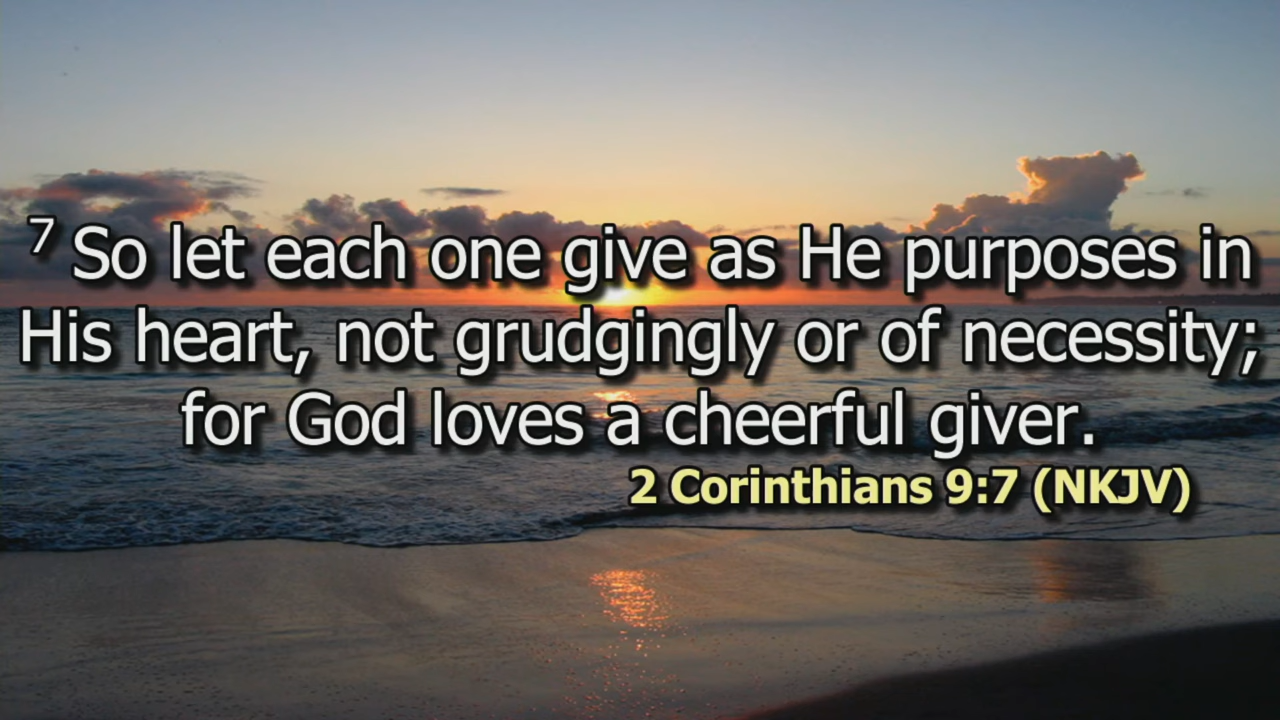 7 So let each one give as He purposes in
His heart, not grudgingly or of necessity;
for God loves a cheerful giver.
2 Corinthians 9:7 (NKJV)